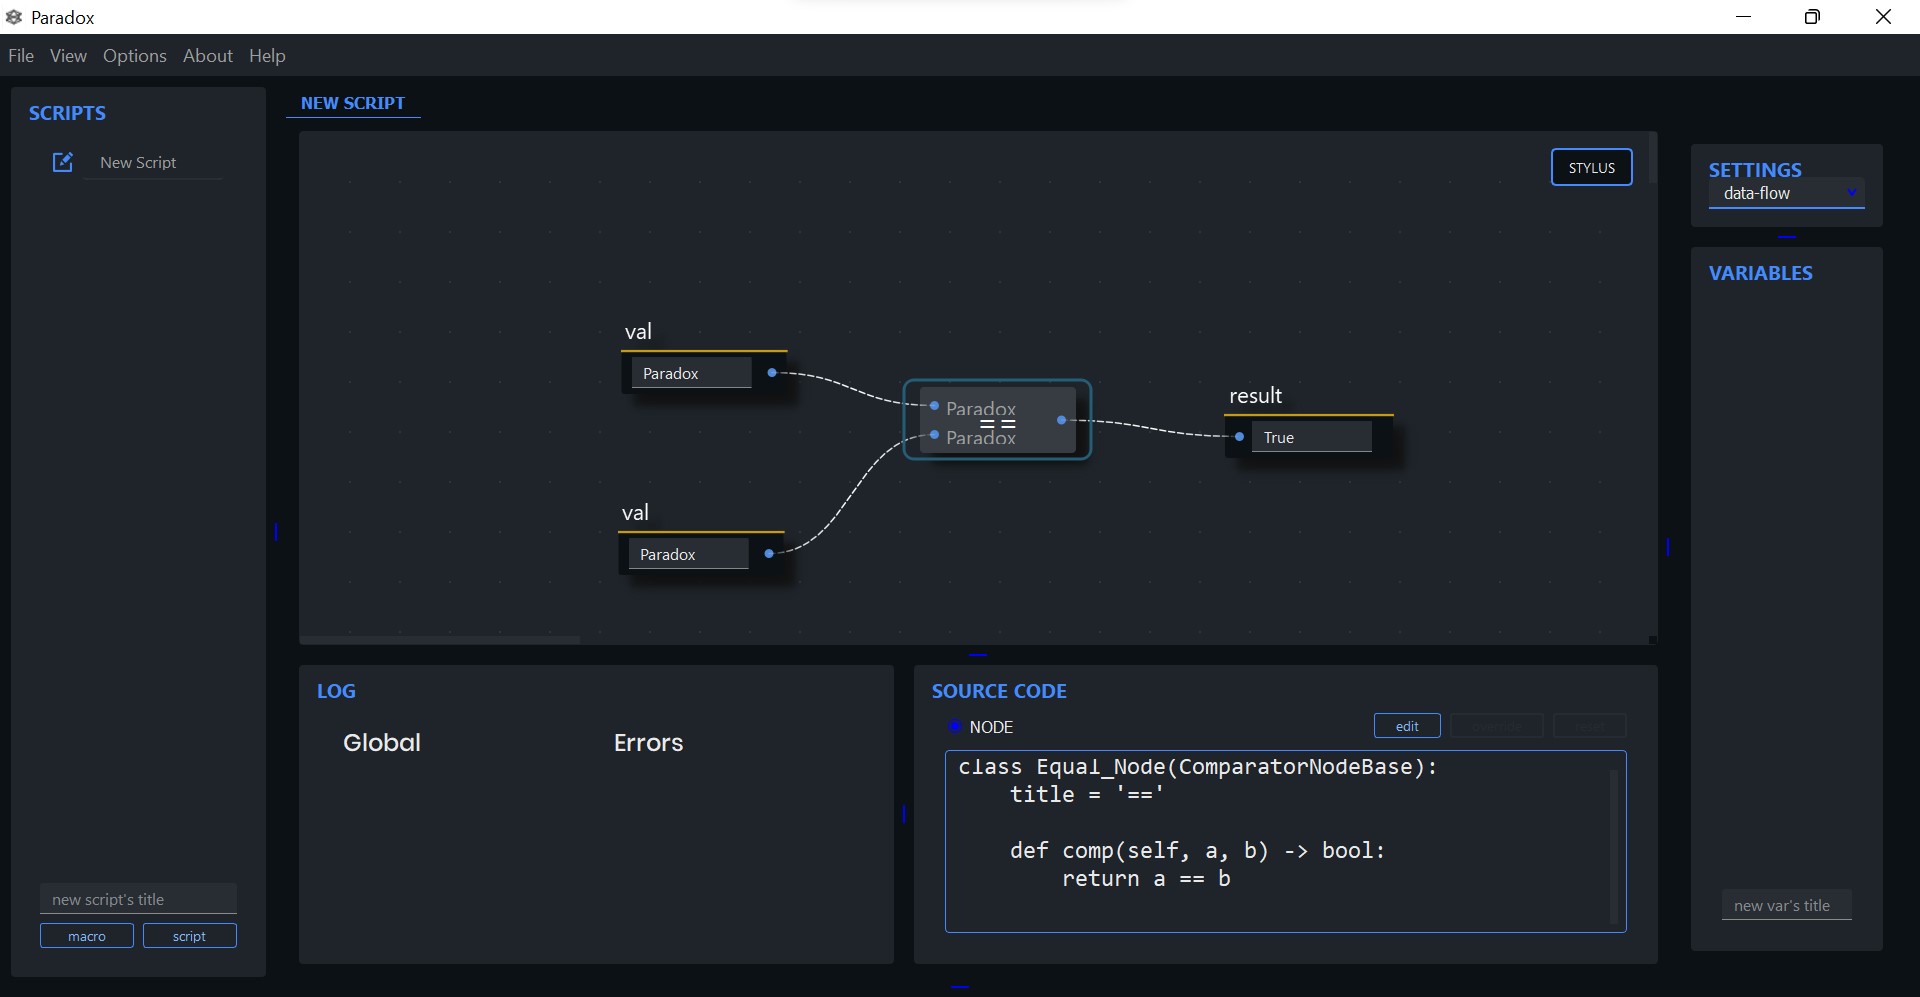 Paradox
File View Options About Help
SCRIPTS
New Script
new script's title
macro script
NEW SCRIPT
STYLUS
val
Paradox
val
Paradox
Paradox
==
Paradox
result
True
LOG
Global Errors
SOURCE CODE
NODE edit
class Equal_Node(ComparatorNodeBase):
    title = '=='
    def comp(self, a, b) -> bool:
        return a == b
SETTINGS
data-flow
VARIABLES
new var's title